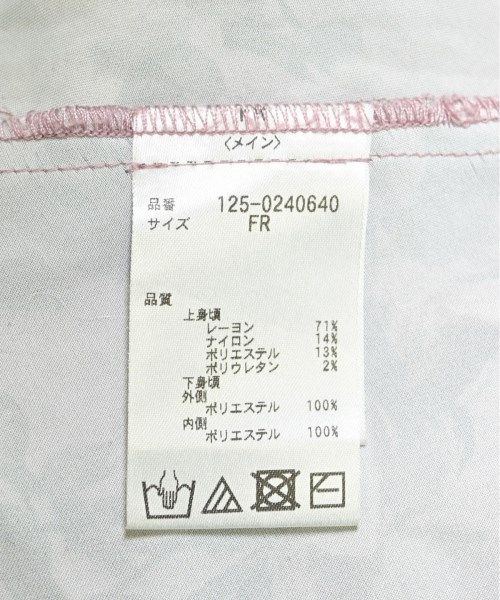 〈メイン〉
品番 125-0240640
サイズ FR
品質
上身頃
レーヨン 71%
ナイロン 14%
ポリエステル 13%
ポリウレタン 2%
下身頃
外側
ポリエステル 100%
内側
ポリエステル 100%